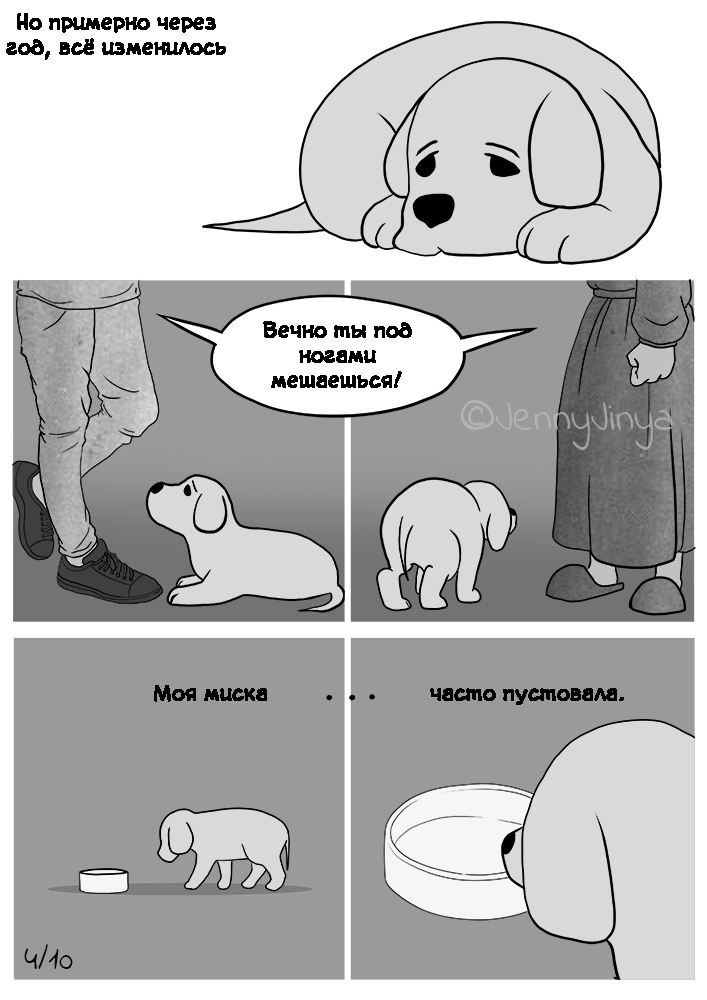 Но примерно через
год, всё изменилось
Вечно ты под
ногами
мешаешься!
©JennyJinya
Моя миска ... часто пустовала.
4/10